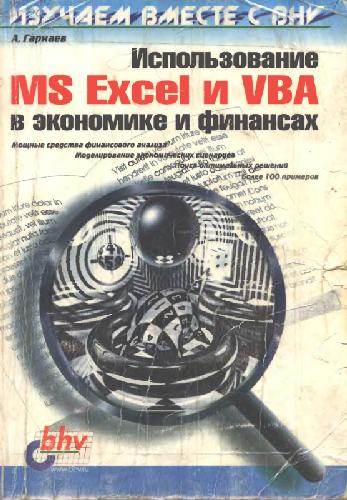 ИЗУЧАЕМ ВМЕСТЕ С BHV
А. Гарнаев
Использование
MS Excel и VBA
в экономике и финансах
Мощные средства финансового анализа
Моделирование экономических сценариев
Поиск оптимальных решений
Более 100 примеров
bhv